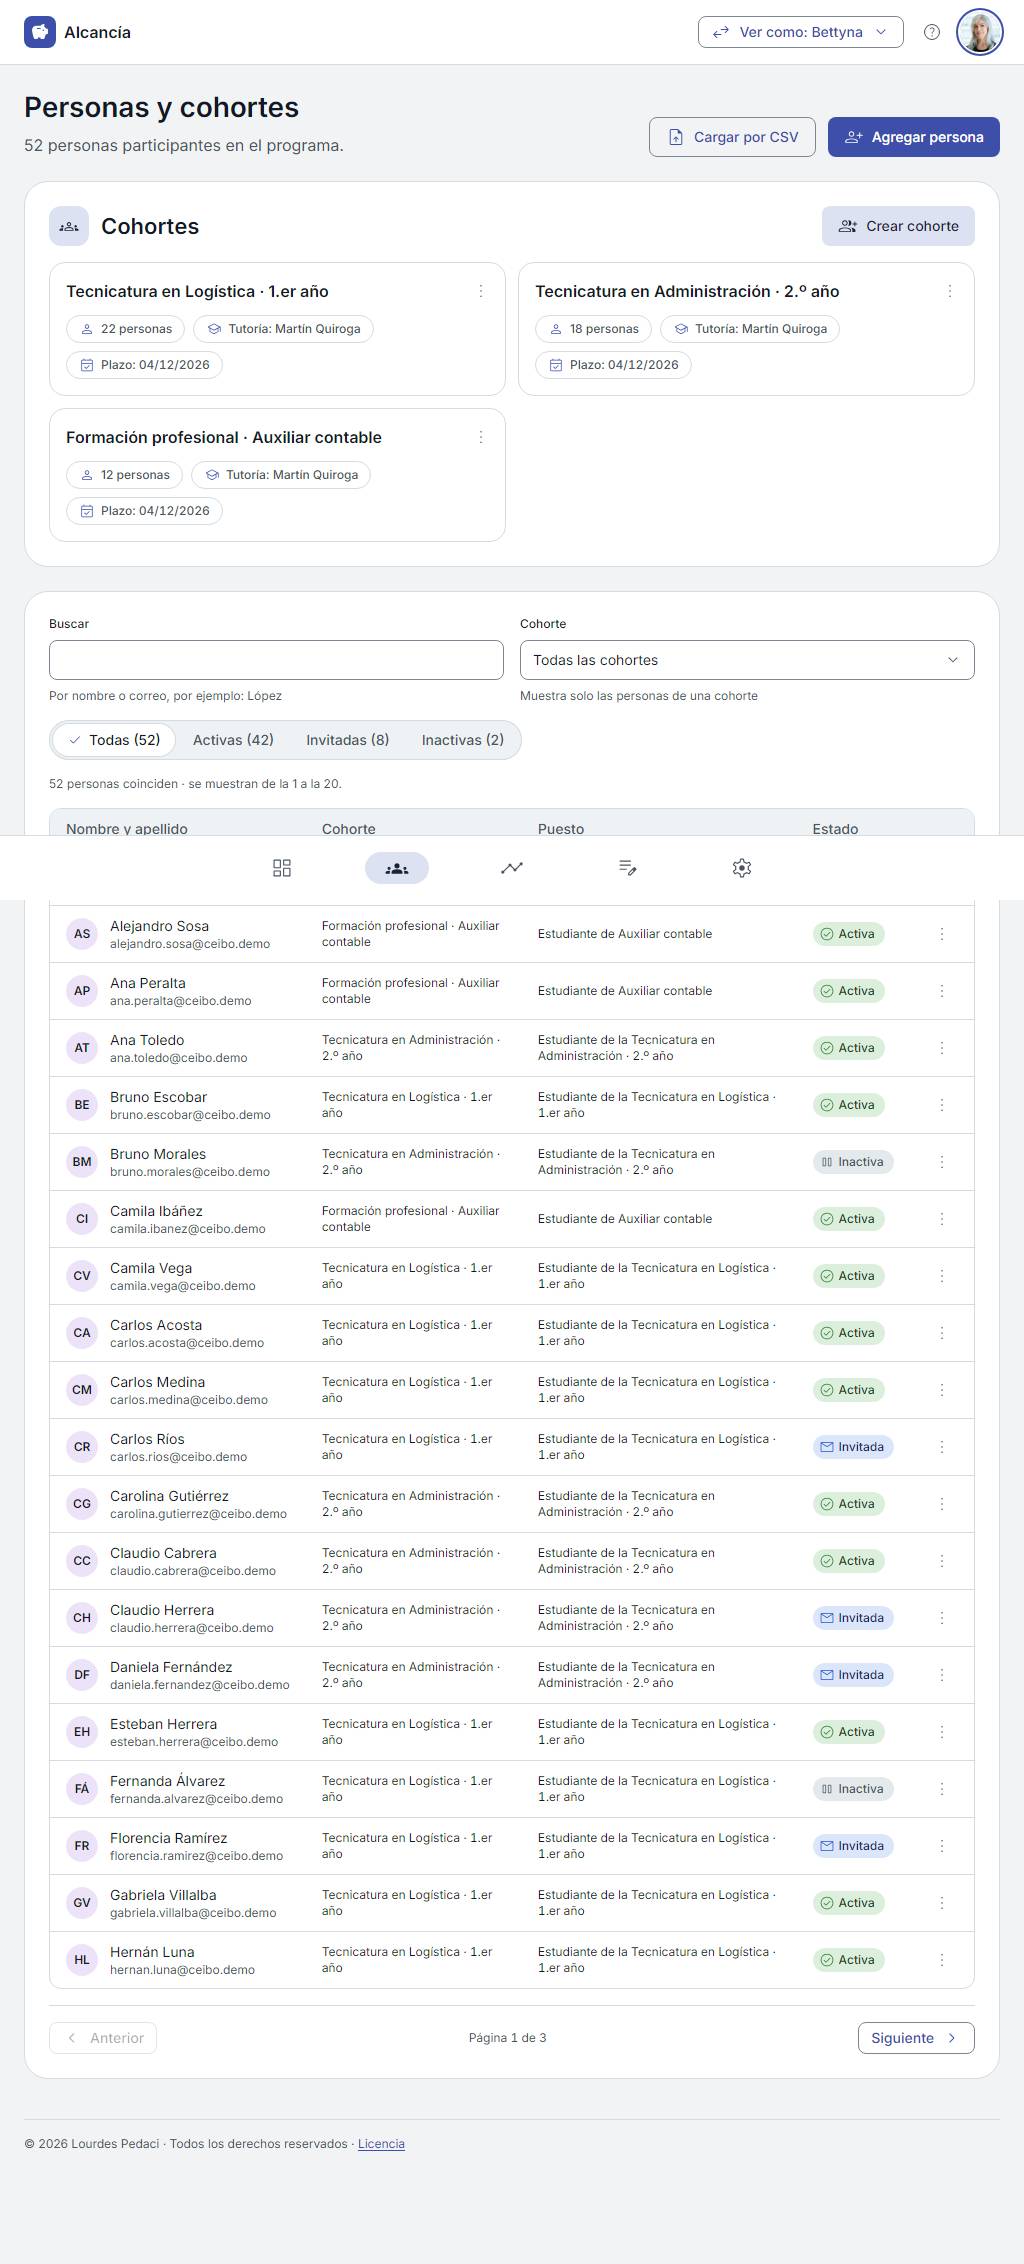 Alcancía
Ver como: Bettyna
Personas y cohortes
52 personas participantes en el programa.
Cargar por CSV
Agregar persona
Cohortes
Crear cohorte
Tecnicatura en Logística · 1.er año
22 personas
Tutoría: Martín Quiroga
Plazo: 04/12/2026
Tecnicatura en Administración · 2.º año
18 personas
Tutoría: Martín Quiroga
Plazo: 04/12/2026
Formación profesional · Auxiliar contable
12 personas
Tutoría: Martín Quiroga
Plazo: 04/12/2026
Buscar
Por nombre o correo, por ejemplo: López
Cohorte
Todas las cohortes
Muestra solo las personas de una cohorte
Todas (52)
Activas (42)
Invitadas (8)
Inactivas (2)
52 personas coinciden · se muestran de la 1 a la 20.
Nombre y apellido
Cohorte
Puesto
Estado
AS
Alejandro Sosa
alejandro.sosa@ceibo.demo
Formación profesional · Auxiliar
contable
Estudiante de Auxiliar contable
Activa
AP
Ana Peralta
ana.peralta@ceibo.demo
Formación profesional · Auxiliar
contable
Estudiante de Auxiliar contable
Activa
AT
Ana Toledo
ana.toledo@ceibo.demo
Tecnicatura en Administración ·
2.º año
Estudiante de la Tecnicatura en
Administración · 2.º año
Activa
BE
Bruno Escobar
bruno.escobar@ceibo.demo
Tecnicatura en Logística · 1.er
año
Estudiante de la Tecnicatura en Logística ·
1.er año
Activa
BM
Bruno Morales
bruno.morales@ceibo.demo
Tecnicatura en Administración ·
2.º año
Estudiante de la Tecnicatura en
Administración · 2.º año
Inactiva
CI
Camila Ibáñez
camila.ibanez@ceibo.demo
Formación profesional · Auxiliar
contable
Estudiante de Auxiliar contable
Activa
CV
Camila Vega
camila.vega@ceibo.demo
Tecnicatura en Logística · 1.er
año
Estudiante de la Tecnicatura en Logística ·
1.er año
Activa
CA
Carlos Acosta
carlos.acosta@ceibo.demo
Tecnicatura en Logística · 1.er
año
Estudiante de la Tecnicatura en Logística ·
1.er año
Activa
CM
Carlos Medina
carlos.medina@ceibo.demo
Tecnicatura en Logística · 1.er
año
Estudiante de la Tecnicatura en Logística ·
1.er año
Activa
CR
Carlos Ríos
carlos.rios@ceibo.demo
Tecnicatura en Logística · 1.er
año
Estudiante de la Tecnicatura en Logística ·
1.er año
Invitada
CG
Carolina Gutiérrez
carolina.gutierrez@ceibo.demo
Tecnicatura en Administración ·
2.º año
Estudiante de la Tecnicatura en
Administración · 2.º año
Activa
CC
Claudio Cabrera
claudio.cabrera@ceibo.demo
Tecnicatura en Administración ·
2.º año
Estudiante de la Tecnicatura en
Administración · 2.º año
Activa
CH
Claudio Herrera
claudio.herrera@ceibo.demo
Tecnicatura en Administración ·
2.º año
Estudiante de la Tecnicatura en
Administración · 2.º año
Invitada
DF
Daniela Fernández
daniela.fernandez@ceibo.demo
Tecnicatura en Administración ·
2.º año
Estudiante de la Tecnicatura en
Administración · 2.º año
Invitada
EH
Esteban Herrera
esteban.herrera@ceibo.demo
Tecnicatura en Logística · 1.er
año
Estudiante de la Tecnicatura en Logística ·
1.er año
Activa
FÁ
Fernanda Álvarez
fernanda.alvarez@ceibo.demo
Tecnicatura en Logística · 1.er
año
Estudiante de la Tecnicatura en Logística ·
1.er año
Inactiva
FR
Florencia Ramírez
florencia.ramirez@ceibo.demo
Tecnicatura en Logística · 1.er
año
Estudiante de la Tecnicatura en Logística ·
1.er año
Invitada
GV
Gabriela Villalba
gabriela.villalba@ceibo.demo
Tecnicatura en Logística · 1.er
año
Estudiante de la Tecnicatura en Logística ·
1.er año
Activa
HL
Hernán Luna
hernan.luna@ceibo.demo
Tecnicatura en Logística · 1.er
año
Estudiante de la Tecnicatura en Logística ·
1.er año
Activa
Anterior
Página 1 de 3
Siguiente
© 2026 Lourdes Pedaci · Todos los derechos reservados · Licencia